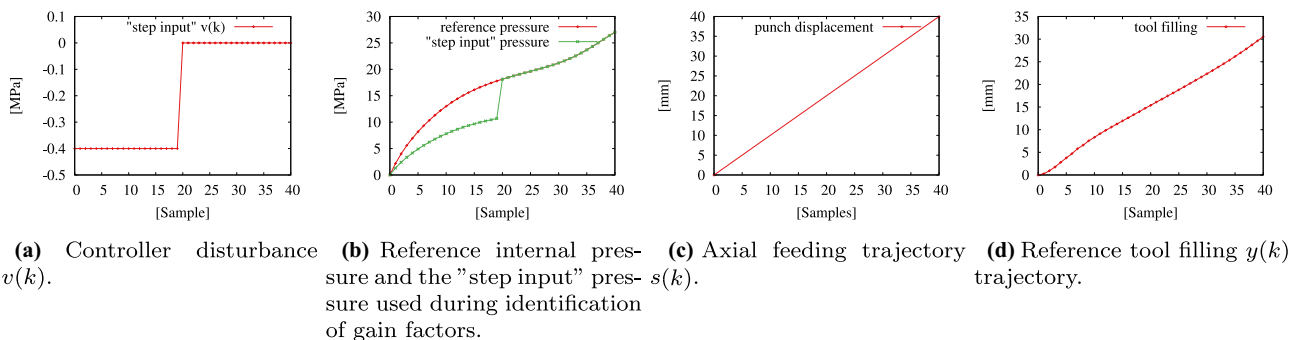 0.1
0
-0.1
-0.2
-0.3
-0.4
-0.5
[MPa]
"step input" v(k)
0 5 10 15 20 25 30 35 40
[Sample]
30
25
20
15
10
5
0
[MPa]
reference pressure
"step input" pressure
0 5 10 15 20 25 30 35 40
[Sample]
40
35
30
25
20
15
10
5
0
[mm]
punch displacement
0 5 10 15 20 25 30 35 40
[Samples]
35
30
25
20
15
10
5
0
[mm]
tool filling
0 5 10 15 20 25 30 35 40
[Sample]
(a) Controller disturbance
v(k).
(b) Reference internal pres-
sure and the ”step input” pres-
sure used during identification
of gain factors.
(c) Axial feeding trajectory
s(k).
(d) Reference tool filling y(k)
trajectory.